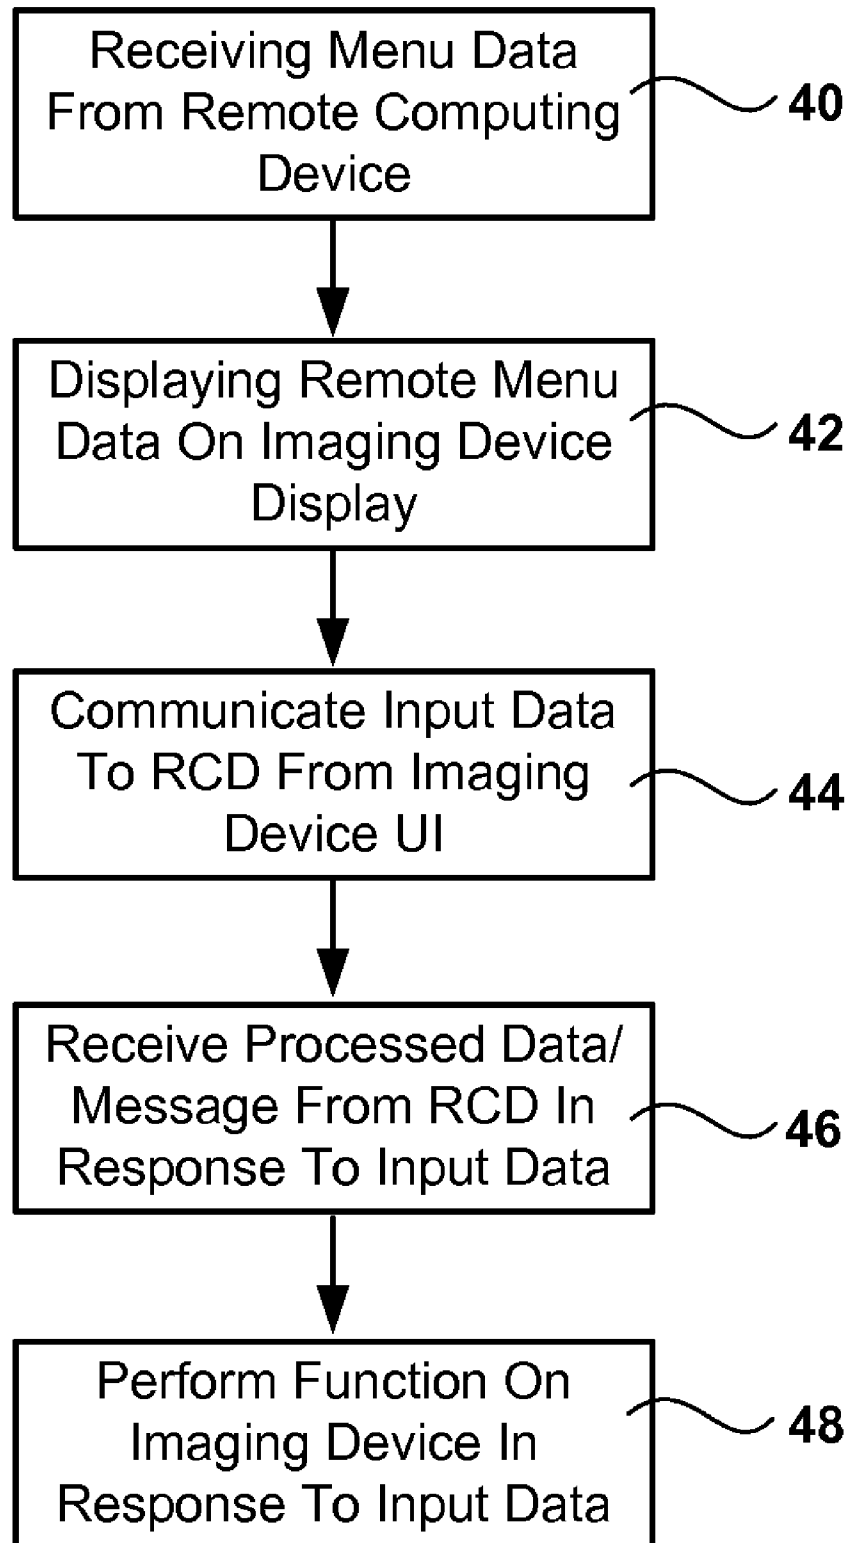 Receiving Menu Data
From Remote Computing
Device
40
Displaying Remote Menu
Data On Imaging Device
Display
42
Communicate Input Data
To RCD From Imaging
Device UI
44
Receive Processed Data/
Message From RCD In
Response To Input Data
46
Perform Function On
Imaging Device In
Response To Input Data
48